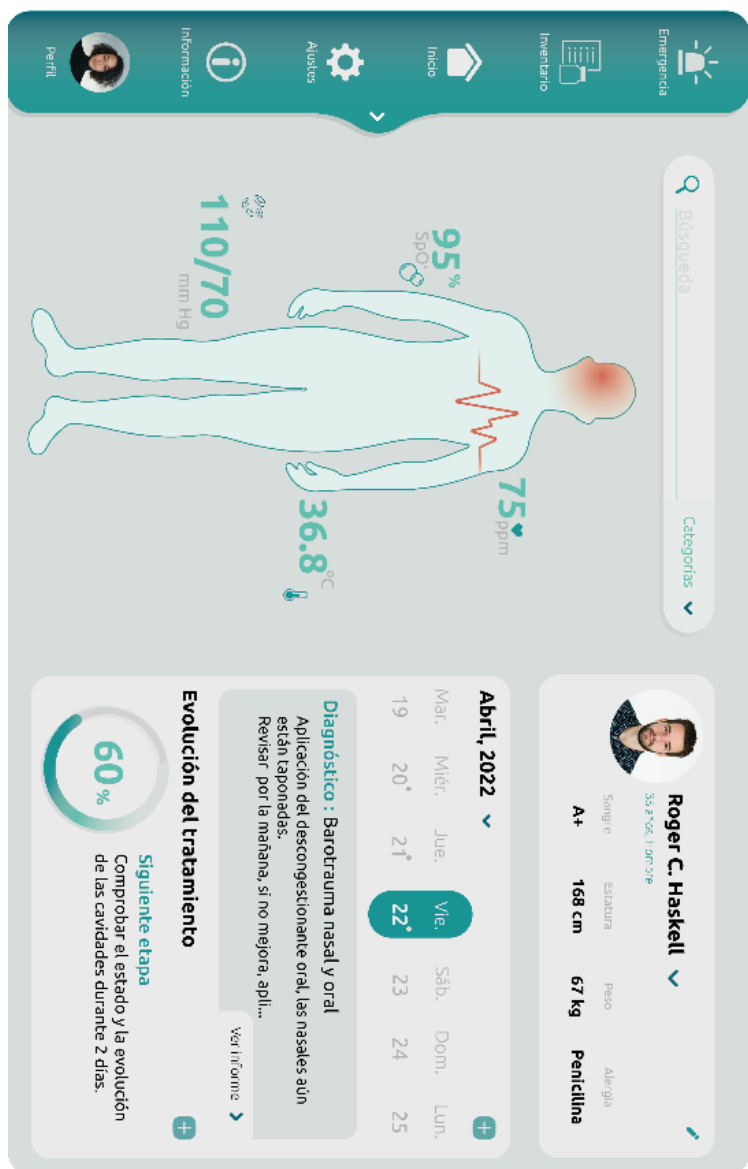 Emergencia
Inventario
Inicio
Ajustes
Información
Perfil
Búsqueda
Categorías
95%
SpO²
110/70
mm Hg
75
ppm
36.8
°C
Roger C. Haskell
Hombre
Sangre
Estatura
Peso
Alergia
A+
168 cm
67 kg
Penicilina
Abril, 2022
Mar. Miér. Jue. Vie. Sáb. Dom. Lun.
19 20• 21• 22• 23 24 25
Diagnóstico : Barotrauma nasal y oral
Aplicación del descongestionante oral, las nasales aún
están taponadas.
Revisar por la mañana, si no mejora, apli...
Ver informe
Evolución del tratamiento
60%
Siguiente etapa
Comprobar el estado y la evolución
de las cavidades durante 2 días.